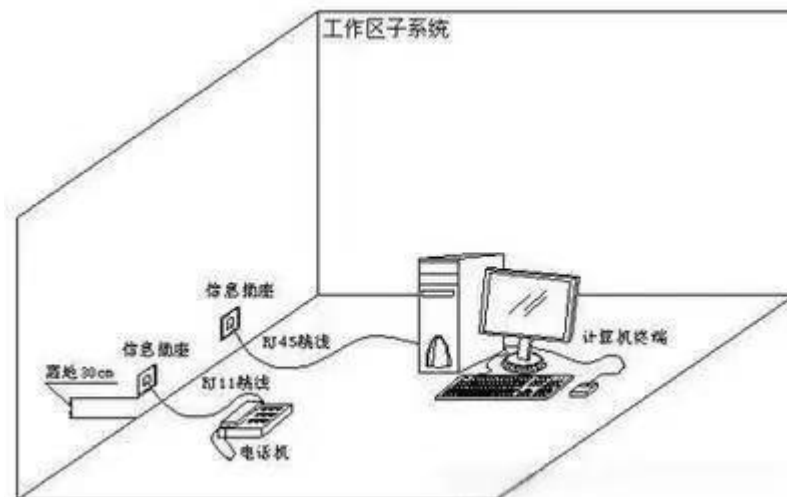 工作区子系统
信息插座
RJ45跳线
计算机终端
信息插座
离地30cm
RJ11跳线
电话机